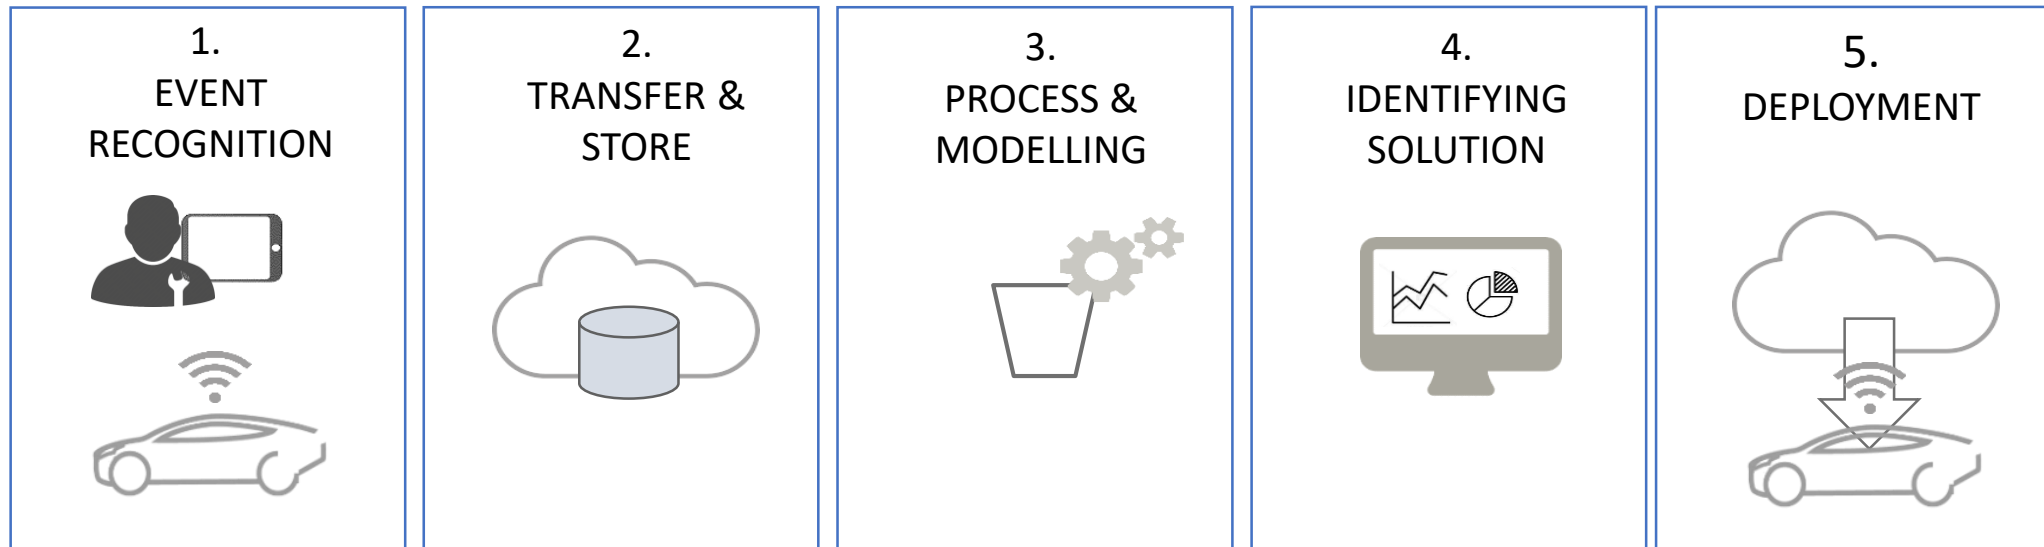 1.
EVENT
RECOGNITION
2.
TRANSFER &
STORE
3.
PROCESS &
MODELLING
4.
IDENTIFYING
SOLUTION
5.
DEPLOYMENT